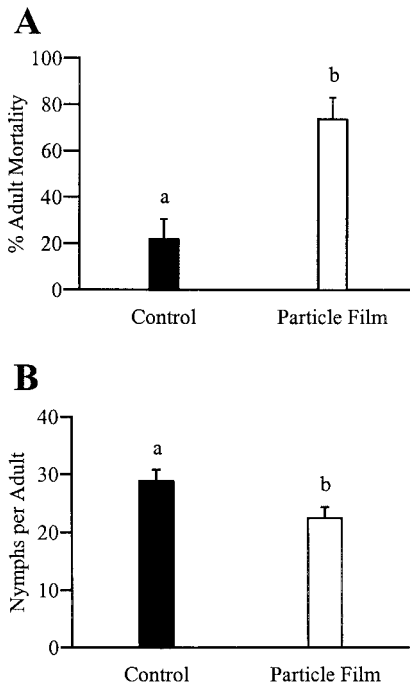 A
% Adult Mortality
100
80
60
40
20
0
a
b
Control Particle Film
B
Nymphs per Adult
40
30
20
10
0
a
b
Control Particle Film